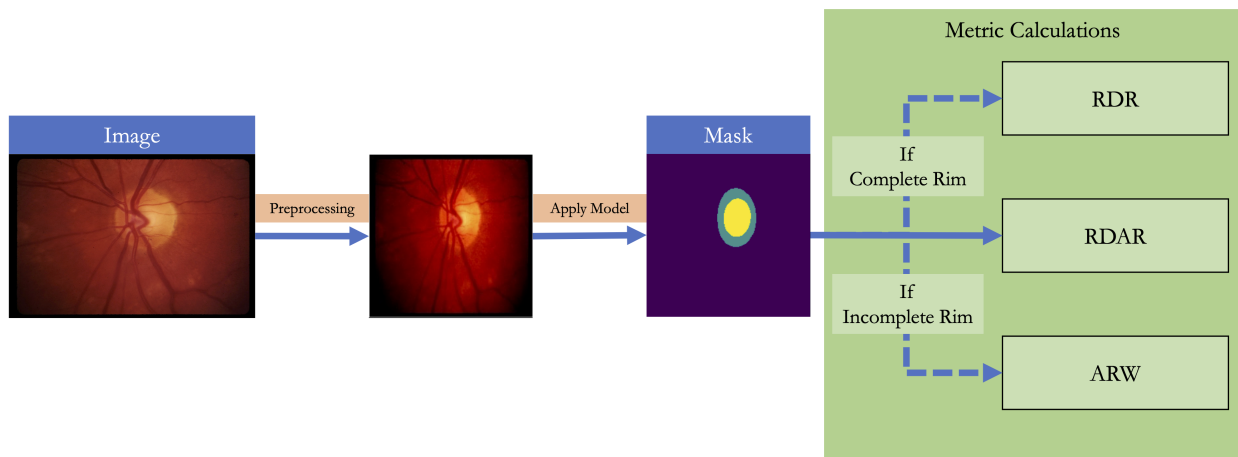 Metric Calculations
Image
Preprocessing
Apply Model
Mask
If
Complete Rim
If
Incomplete Rim
RDR
RDAR
ARW